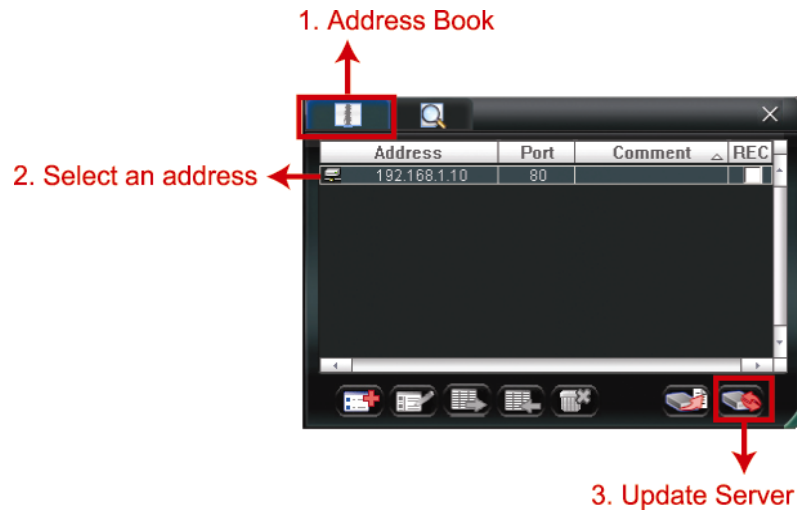 1. Address Book
Address Port Comment REC
2. Select an address
192.168.1.10 80
3. Update Server